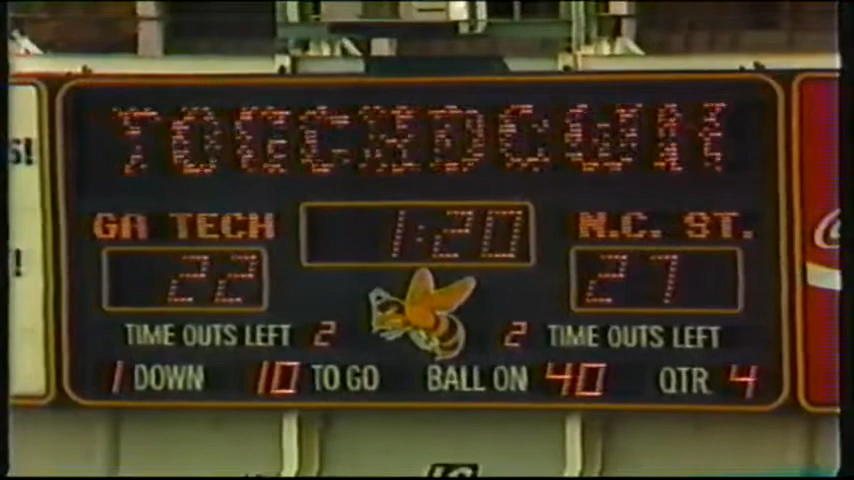 TOUCHDOWN
GA TECH 1:20 N.C. ST.
22 27
TIME OUTS LEFT 2 2 TIME OUTS LEFT
1 DOWN 10 TO GO BALL ON 40 QTR. 4